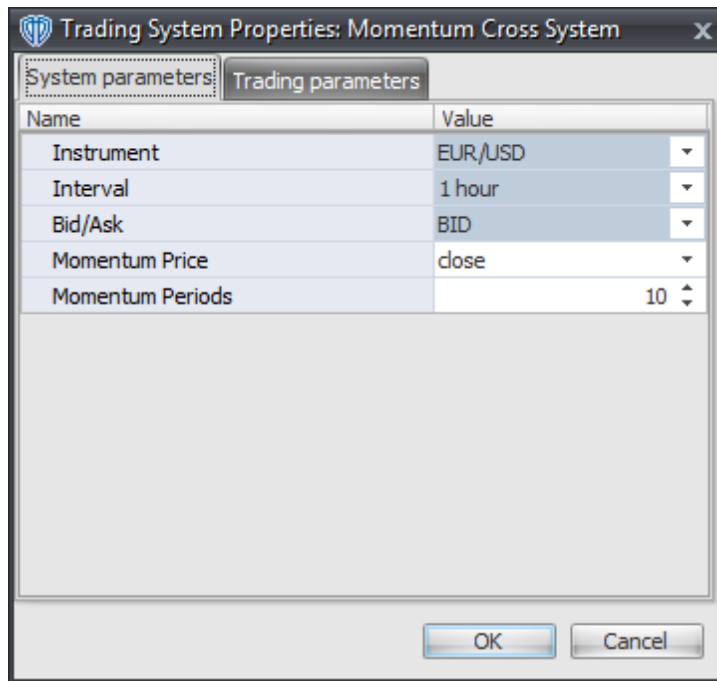 Trading System Properties: Momentum Cross System
System parameters Trading parameters
Name Value
Instrument EUR/USD
Interval 1 hour
Bid/Ask BID
Momentum Price close
Momentum Periods 10
OK Cancel